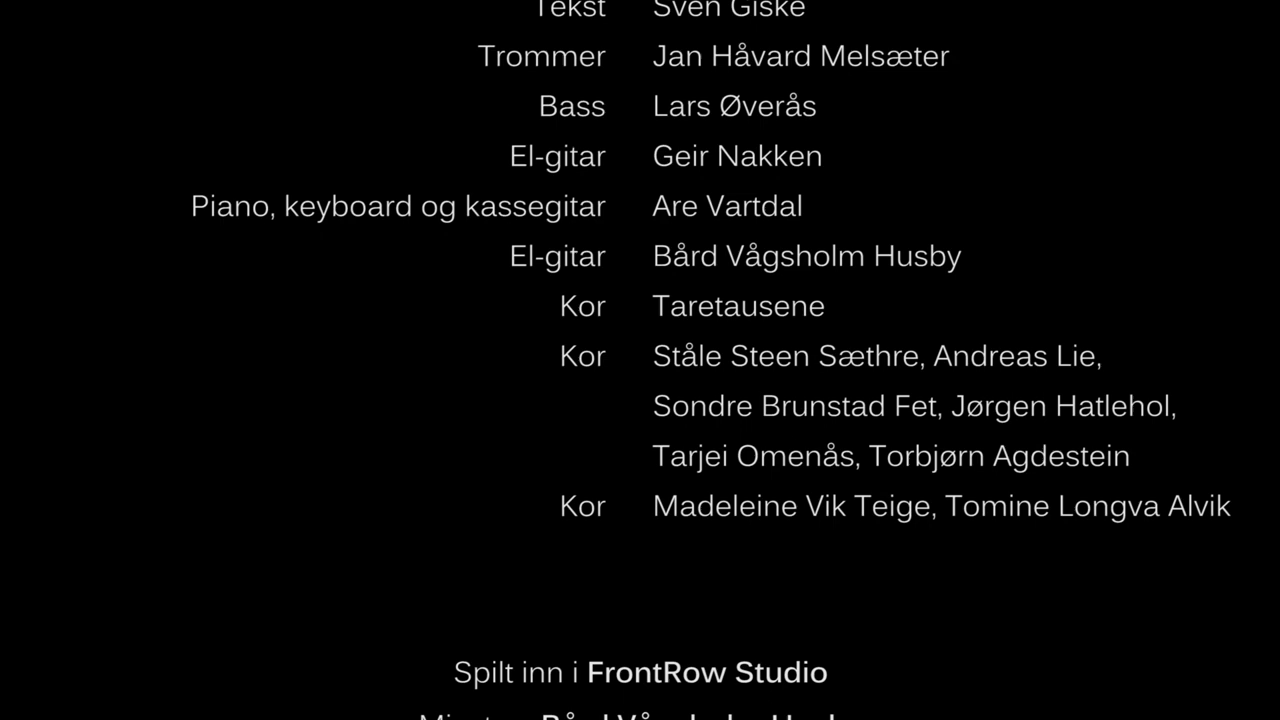 Tekst Sven Giske
Trommer Jan Håvard Melsæter
Bass Lars Øverås
El-gitar Geir Nakken
Piano, keyboard og kassegitar Are Vartdal
El-gitar Bård Vågsholm Husby
Kor Taretausene
Kor Ståle Steen Sæthre, Andreas Lie,
Sondre Brunstad Fet, Jørgen Hatlehol,
Tarjei Omenås, Torbjørn Agdestein
Kor Madeleine Vik Teige, Tomine Longva Alvik
Spilt inn i FrontRow Studio